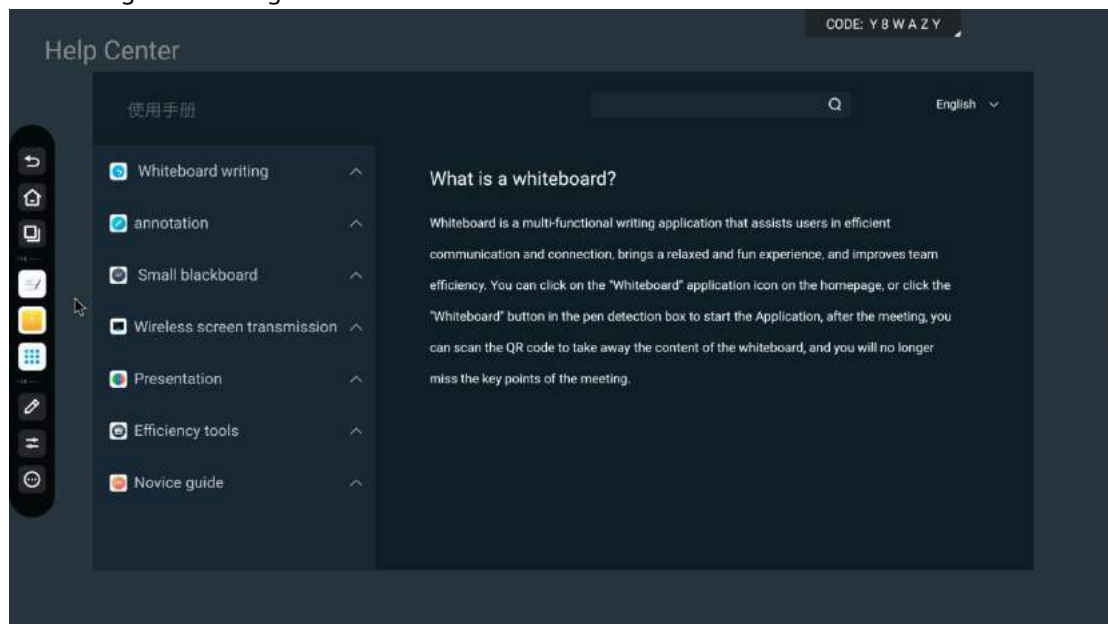 CODE: Y8WAZY
Help Center
使用手册
English
Whiteboard writing
annotation
Small blackboard
Wireless screen transmission
Presentation
Efficiency tools
Novice guide
What is a whiteboard?
Whiteboard is a multi-functional writing application that assists users in efficient
communication and connection, brings a relaxed and fun experience, and improves team
efficiency. You can click on the "Whiteboard" application icon on the homepage, or click the
"Whiteboard" button in the pen detection box to start the Application, after the meeting, you
can scan the QR code to take away the content of the whiteboard, and you will no longer
miss the key points of the meeting.